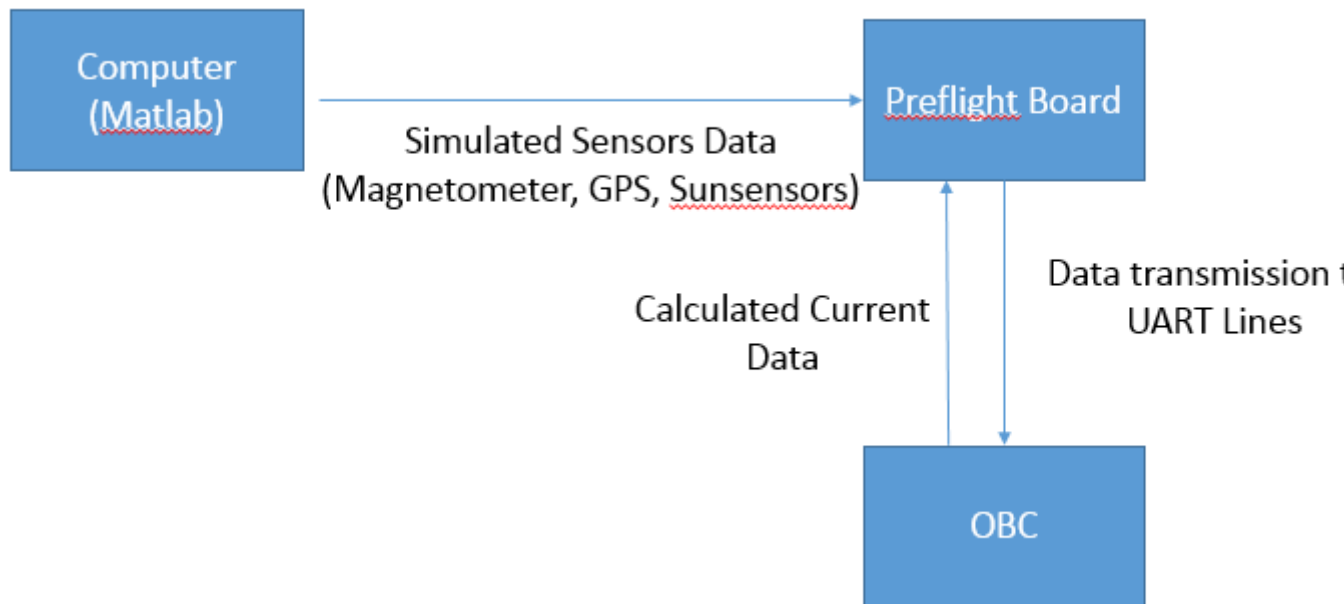 Computer
(Matlab)
Preflight Board
Simulated Sensors Data
(Magnetometer, GPS, Sunsensors)
Calculated Current
Data
Data transmission
UART Lines
OBC